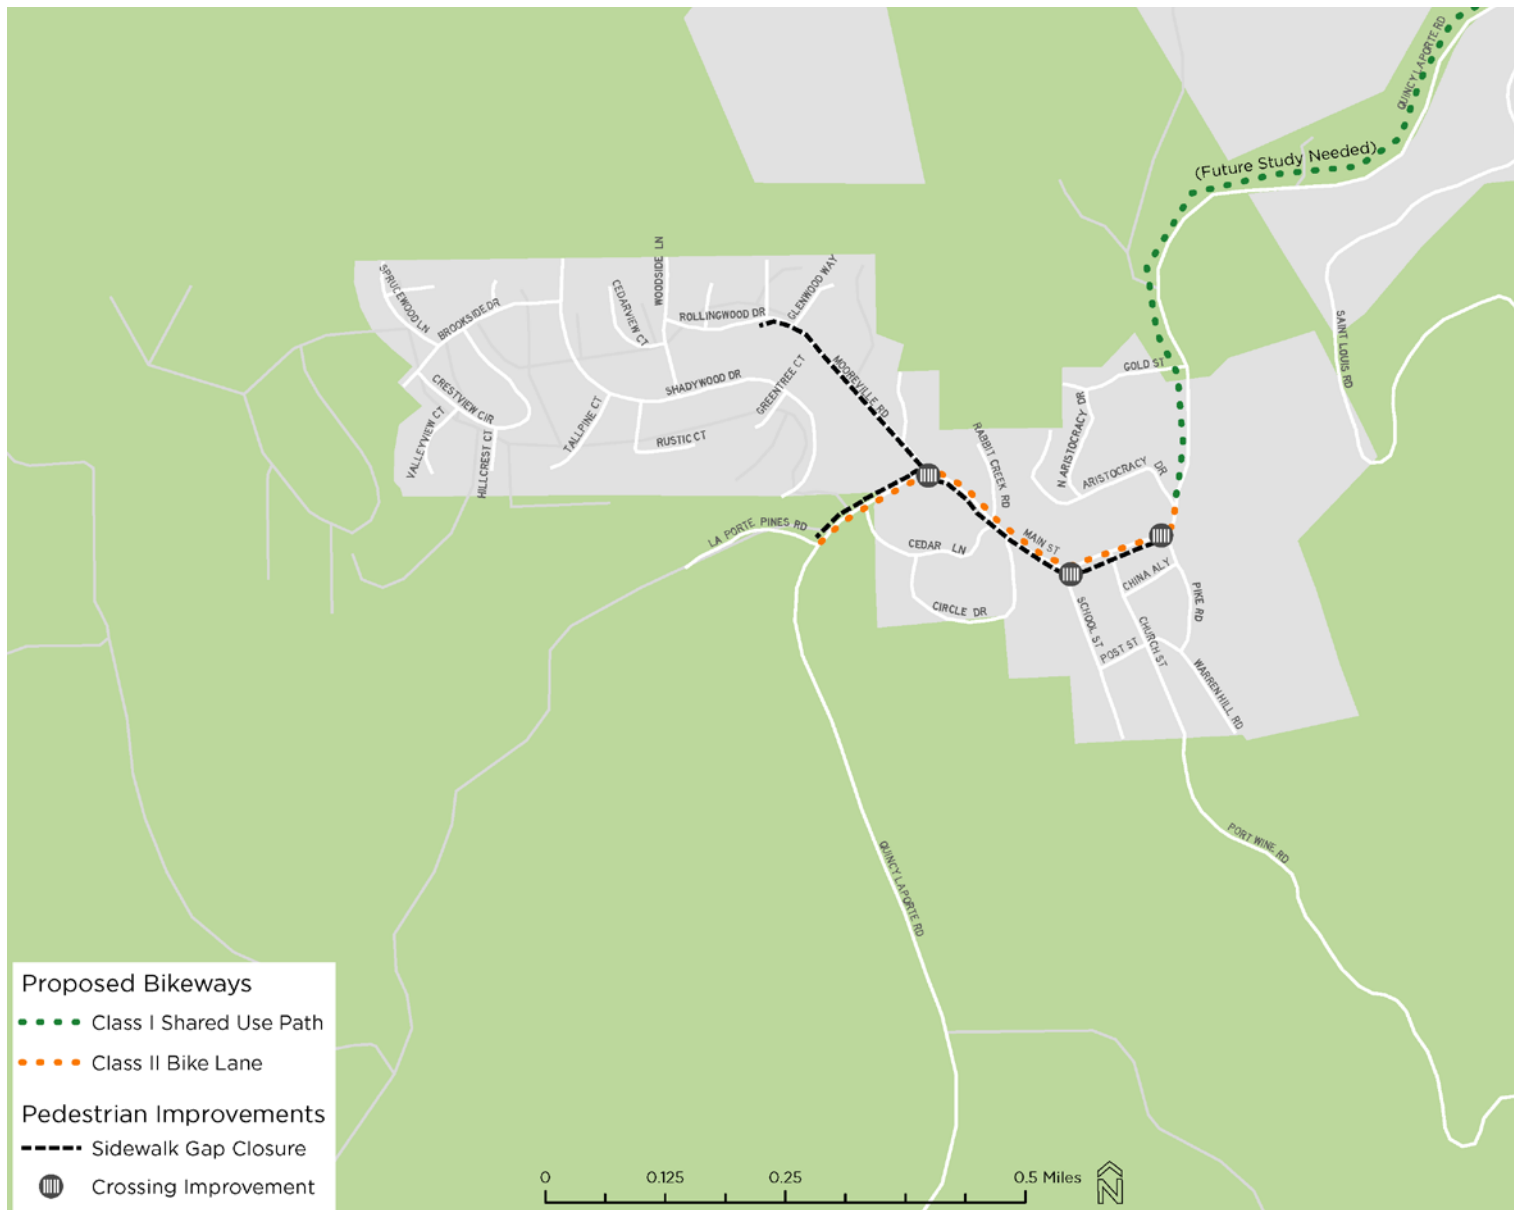 QUINCY LAPORTE RD
(Future Study Needed)
SPRUCEWOOD LN
BROOKSIDE DR
CEDARVIEW CT
WOODSIDE LN
ROLLINGWOOD DR
GLENWOOD WAY
SAINT LOUIS RD
MOOREVILLE RD
GOLD ST
CRESTVIEW CIR
SHADYWOOD DR
GREENTREE CT
VALLEYVIEW CT
HILLCREST CT
TALLPINE CT
RUSTIC CT
RABBIT CREEK RD
N ARISTOCRACY DR
ARISTOCRACY DR
LA PORTE PINES RD
CEDAR LN
MAIN ST
CHINA ALY
CIRCLE DR
SCHOOL ST
POST ST
CHURCH ST
PIKE RD
WARREN HILL RD
QUINCY LAPORTE RD
PORT WINE RD
Proposed Bikeways
Class I Shared Use Path
Class II Bike Lane
Pedestrian Improvements
Sidewalk Gap Closure
Crossing Improvement
0 0.125 0.25 0.5 Miles
N